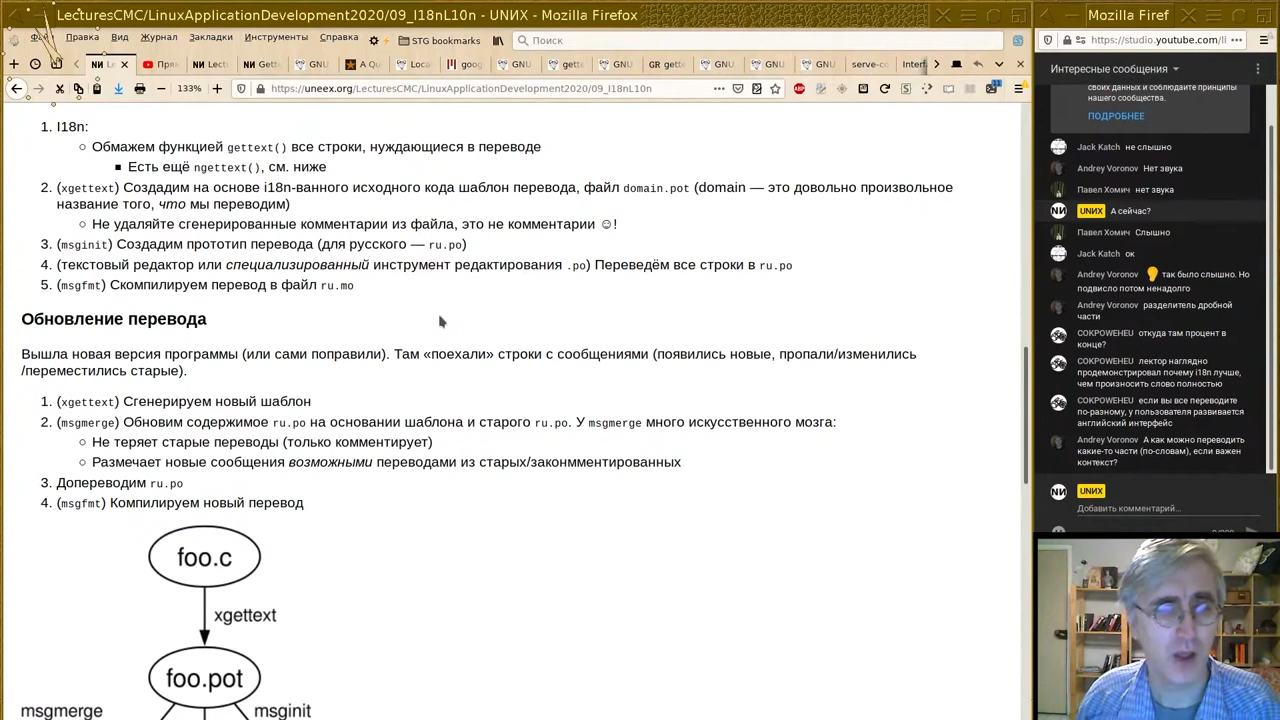 LecturesCMC/LinuxApplicationDevelopment2020/09_I18nL10n - UNИX - Mozilla Firefox
Mozilla Firef
Правка Вид Журнал Закладки Инструменты Справка
STG bookmarks
Поиск
https://studio.youtube.com/li
133%
https://uneex.org/LecturesCMC/LinuxApplicationDevelopment2020/09_I18nL10n
1. I18n:
Обмажем функцией gettext() все строки, нуждающиеся в переводе
Есть ещё ngettext(), см. ниже
2. (xgettext) Создадим на основе i18n-ванного исходного кода шаблон перевода, файл domain.pot (domain — это довольно произвольное
название того, что мы переводим)
Не удаляйте сгенерированные комментарии из файла, это не комментарии ☺!
3. (msginit) Создадим прототип перевода (для русского — ru.po)
4. (текстовый редактор или специализированный инструмент редактирования .po) Переведём все строки в ru.po
5. (msgfmt) Скомпилируем перевод в файл ru.mo
Обновление перевода
Вышла новая версия программы (или сами поправили). Там «поехали» строки с сообщениями (появились новые, пропали/изменились
/переместились старые).
1. (xgettext) Сгенерируем новый шаблон
2. (msgmerge) Обновим содержимое ru.po на основании шаблона и старого ru.po. У msgmerge много искусственного мозга:
Не теряет старые переводы (только комментирует)
Размечает новые сообщения возможными переводами из старых/законмментированных
3. Допереводим ru.po
4. (msgfmt) Компилируем новый перевод
foo.c
xgettext
foo.pot
msgmerge
msginit
Интересные сообщения
своих данных и соблюдайте принципы
нашего сообщества.
ПОДРОБНЕЕ
Jack Katch не слышно
Andrey Voronov Нет звука
Павел Хомич нет звука
UNИX А сейчас?
Павел Хомич Слышно
Jack Katch ок
Andrey Voronov так было слышно. Но
подвисло потом ненадолго
Andrey Voronov разделитель дробной
части
COKPOWEHEU откуда там процент в
конце?
COKPOWEHEU лектор наглядно
продемонстрировал почему i18n лучше,
чем произносить слово полностью
COKPOWEHEU если вы все переводите
по-разному, у пользователя развивается
английский интерфейс
Andrey Voronov А как можно переводить
какие-то части (по-словам), если важен
контекст?
UNИX
Добавить комментарий...